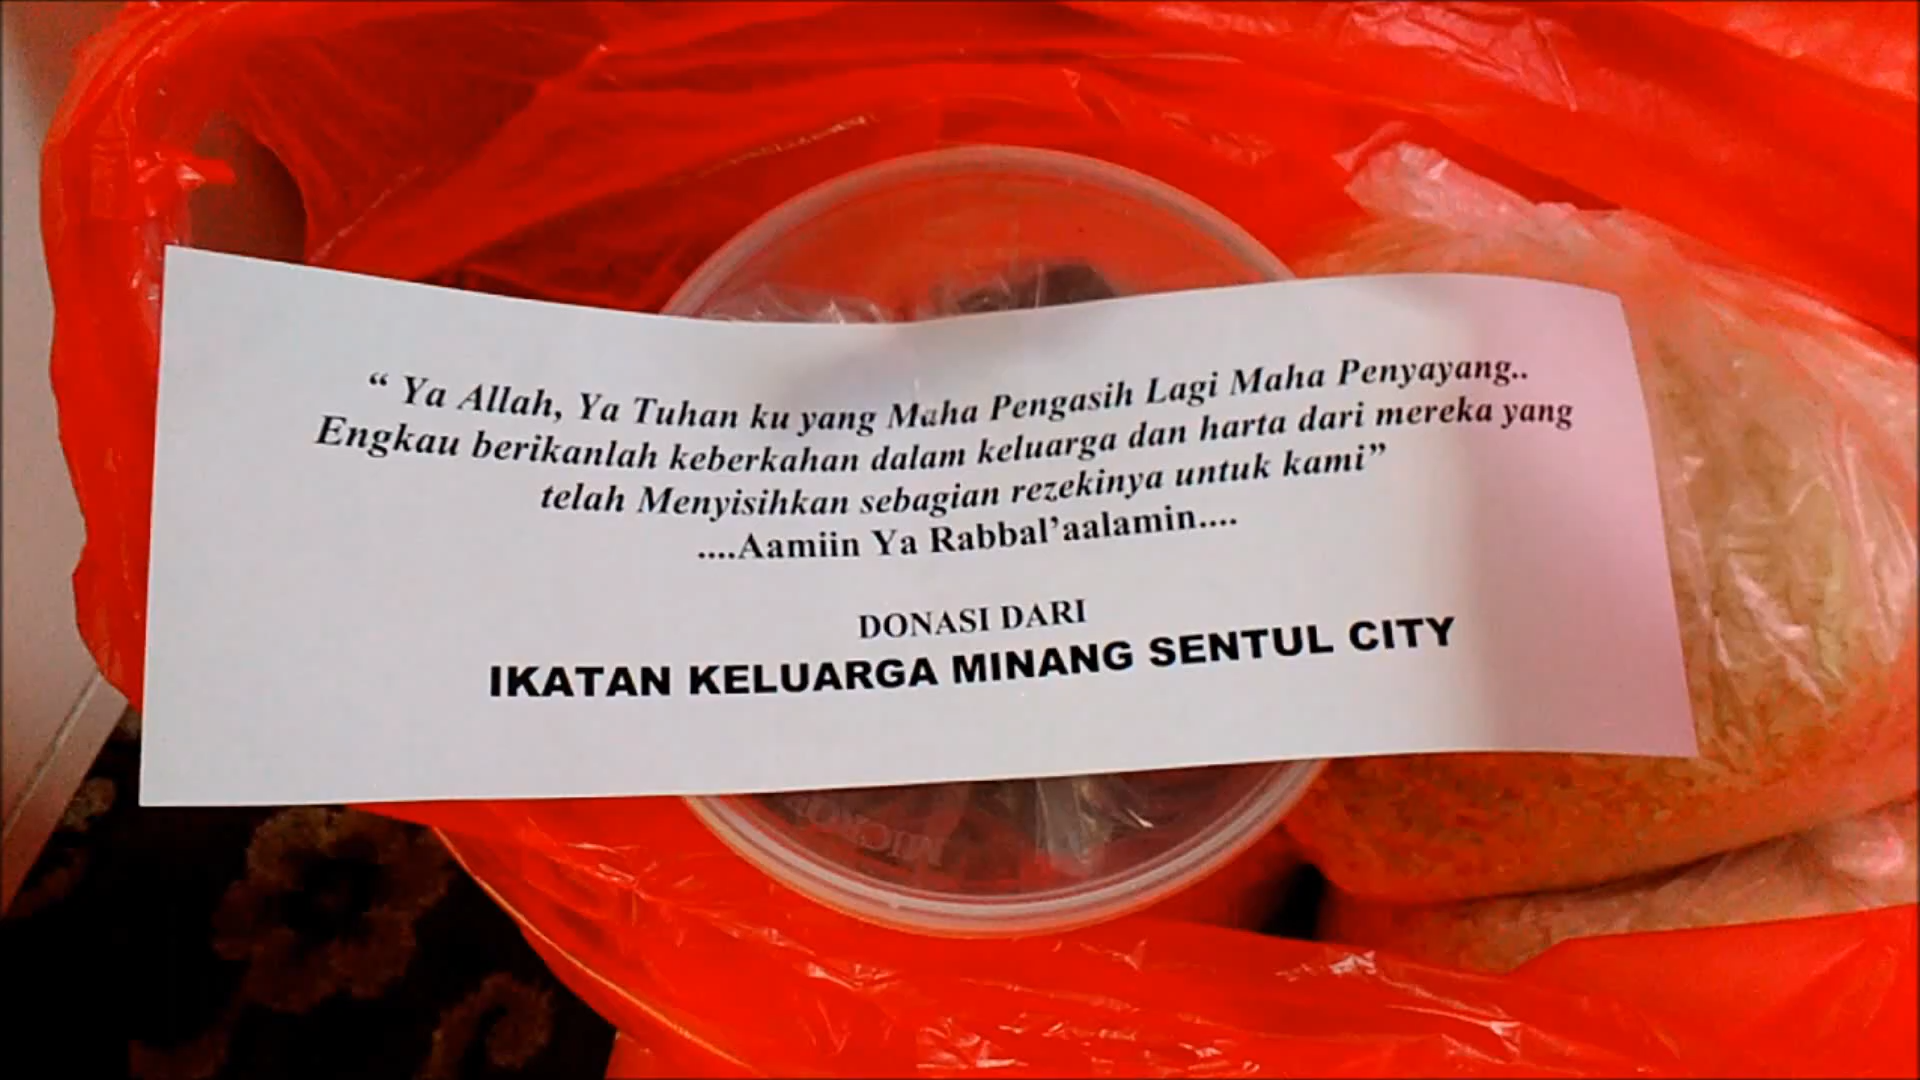 “ Ya Allah, Ya Tuhan ku yang Maha Pengasih Lagi Maha Penyayang..
Engkau berikanlah keberkahan dalam keluarga dan harta dari mereka yang
telah Menyisihkan sebagian rezekinya untuk kami”
....Aamiin Ya Rabbal’aalamin....
DONASI DARI
IKATAN KELUARGA MINANG SENTUL CITY